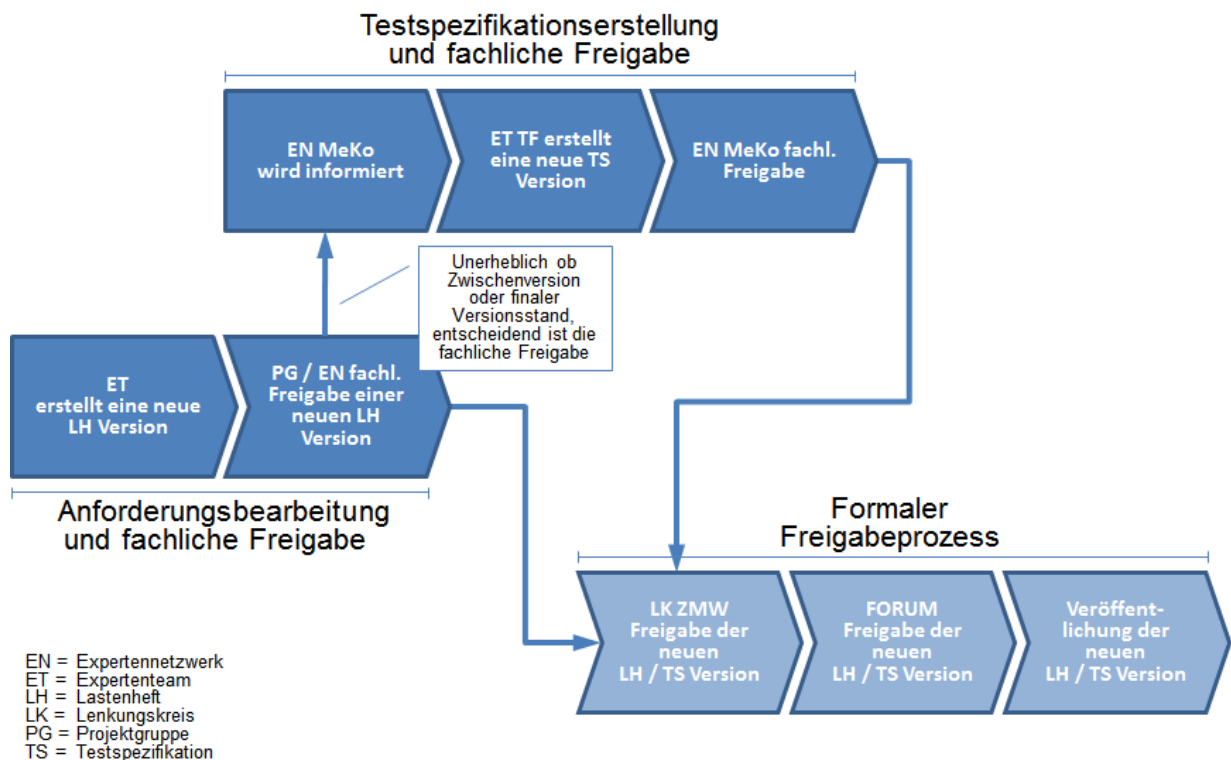 Testspezifikationserstellung
und fachliche Freigabe
EN MeKo
wird informiert
ET TF erstellt
eine neue TS
Version
EN MeKo fachl.
Freigabe
Unerheblich ob
Zwischenversion
oder finaler
Versionsstand,
entscheidend ist die
fachliche Freigabe
ET
erstellt eine neue
LH Version
PG / EN fachl.
Freigabe einer
neuen LH
Version
Anforderungsbearbeitung
und fachliche Freigabe
Formaler
Freigabeprozess
LK ZMW
Freigabe der
neuen
LH / TS Version
FORUM
Freigabe der
neuen
LH / TS Version
Veröffent-
lichung der
neuen
LH / TS Version
EN = Expertennetzwerk
ET = Expertenteam
LH = Lastenheft
LK = Lenkungskreis
PG = Projektgruppe
TS = Testspezifikation